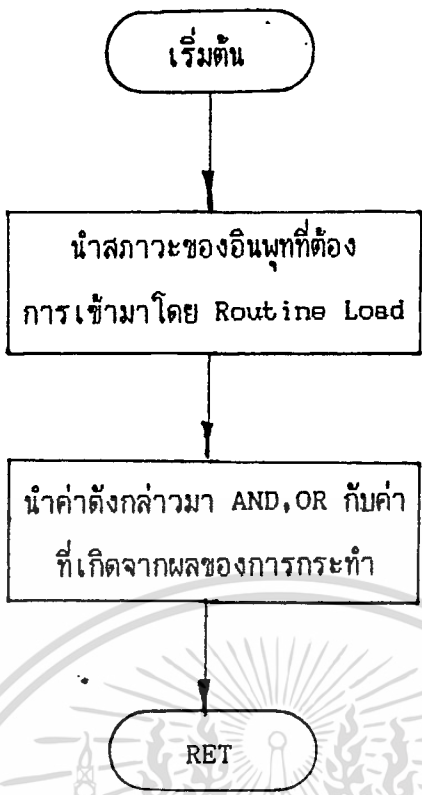 เริ่มต้น
นำสภาวะของอินพุทที่ต้อง
การเข้ามาโดย Routine Load
นำค่าดังกล่าวมา AND,OR กับค่า
ที่เกิดจากผลของการกระทำ
RET